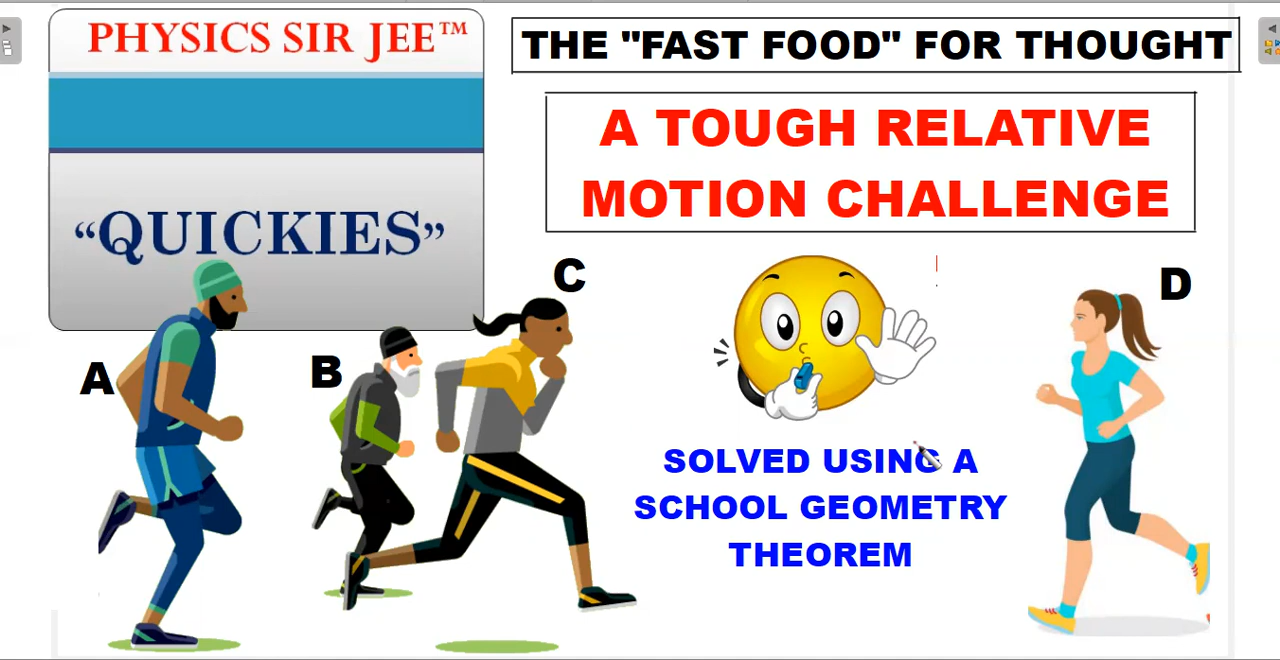 PHYSICS SIR JEE™
THE "FAST FOOD" FOR THOUGHT
A TOUGH RELATIVE
MOTION CHALLENGE
“QUICKIES”
A
B
C
D
SOLVED USING A
SCHOOL GEOMETRY
THEOREM